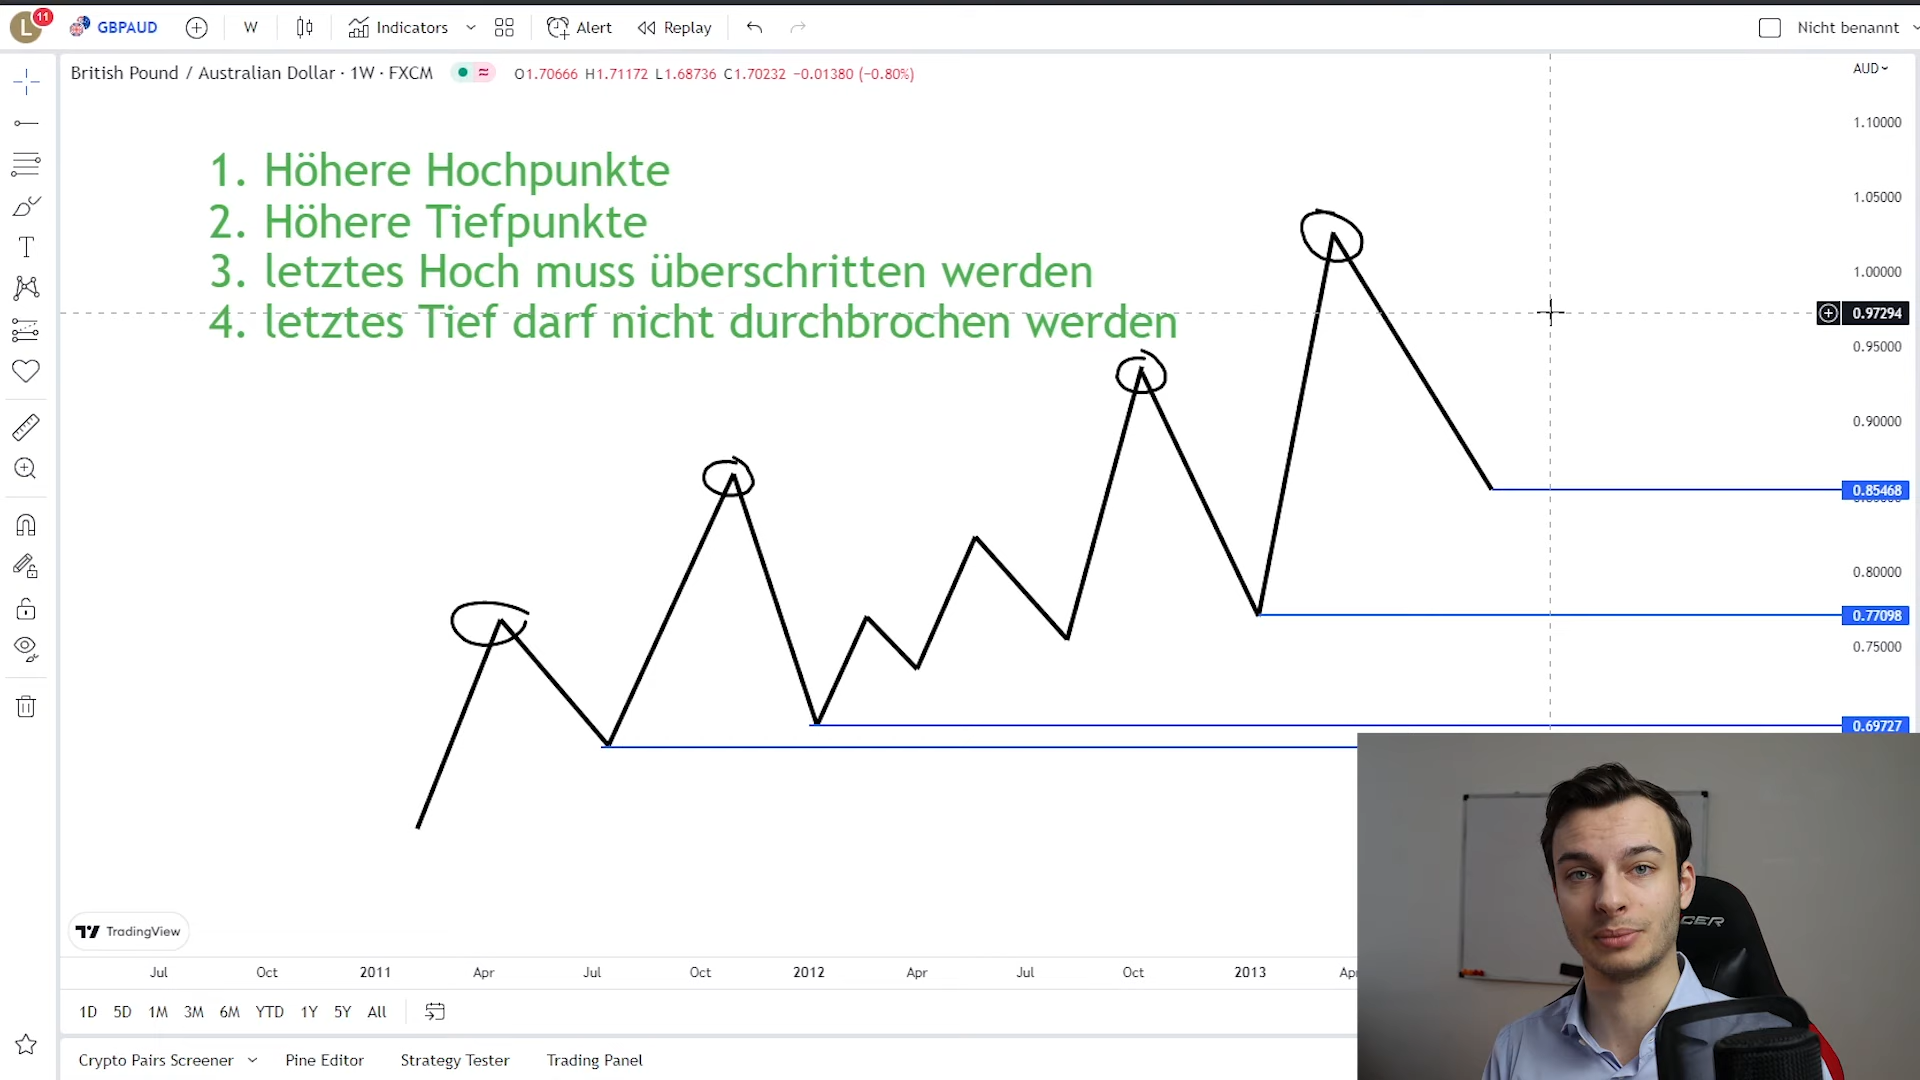 L 11 GBPAUD W Indicators Alert Replay Nicht benannt
British Pound / Australian Dollar · 1W · FXCM O1.70666 H1.71172 L1.68736 C1.70232 −0.01380 (−0.80%) AUD
1.10000
1. Höhere Hochpunkte
1.05000
2. Höhere Tiefpunkte
3. letztes Hoch muss überschritten werden
1.00000
4. letztes Tief darf nicht durchbrochen werden
0.97294
0.95000
0.90000
0.85468
0.80000
0.77098
0.75000
0.69727
TradingView
Jul Oct 2011 Apr Jul Oct 2012 Apr Jul Oct 2013
1D 5D 1M 3M 6M YTD 1Y 5Y All
Crypto Pairs Screener Pine Editor Strategy Tester Trading Panel